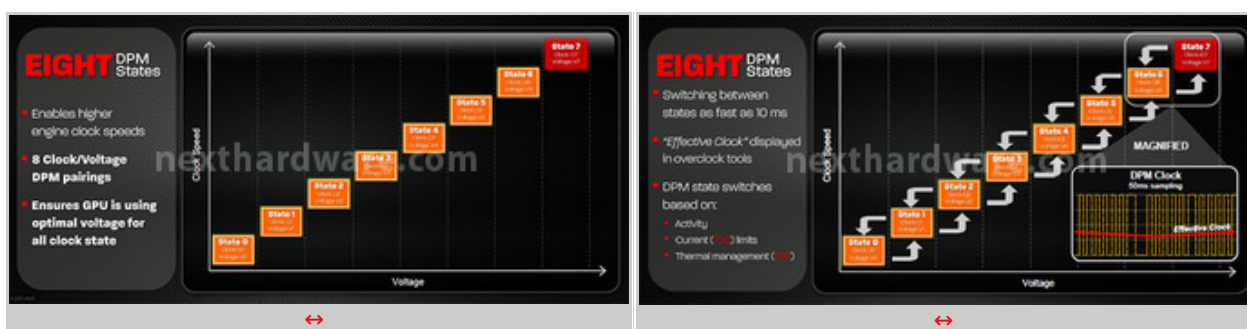 EIGHT DPM
States
Enables higher
engine clock speeds
8 Clock/Voltage
DPM pairings
Ensures GPU is using
optimal voltage for
all clock state
Clock Speed
State 7
State 6
State 5
State 4
State 3
State 2
State 1
State 0
Voltage
nexthardware.com
EIGHT DPM
States
Switching between
states as fast as 10 ms
"Effective Clock" displayed
in overclock tools
DPM state switches
based on:
Activity
Current (TDC) limits
Thermal management
Clock Speed
State 7
State 6
State 5
State 4
State 3
State 2
State 1
State 0
MAGNIFIED
DPM Clock
50ms sampling
Effective Clock
Voltage
nexthardware.com